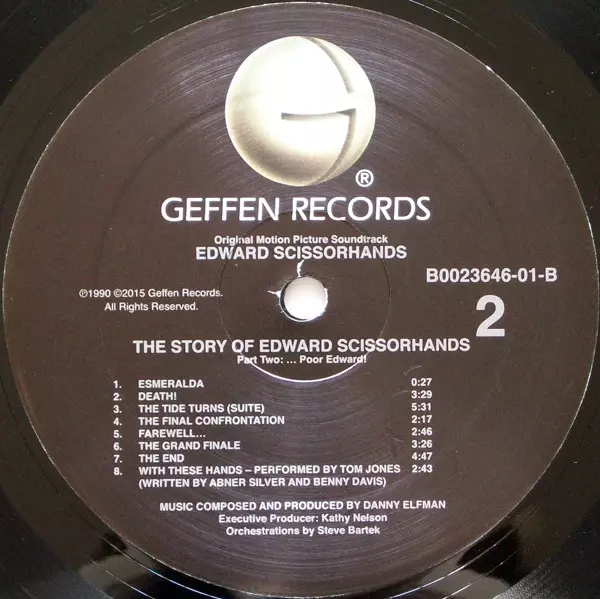 ®
GEFFEN RECORDS
Original Motion Picture Soundtrack
EDWARD SCISSORHANDS
B0023646-01-B
℗1990 ©2015 Geffen Records.
All Rights Reserved.
2
THE STORY OF EDWARD SCISSORHANDS
Part Two: ... Poor Edward!
1. ESMERALDA 0:27
2. DEATH! 3:29
3. THE TIDE TURNS (SUITE) 5:31
4. THE FINAL CONFRONTATION 2:17
5. FAREWELL... 2:46
6. THE GRAND FINALE 3:26
7. THE END 4:47
8. WITH THESE HANDS – PERFORMED BY TOM JONES 2:43
(WRITTEN BY ABNER SILVER AND BENNY DAVIS)
MUSIC COMPOSED AND PRODUCED BY DANNY ELFMAN
Executive Producer: Kathy Nelson
Orchestrations by Steve Bartek